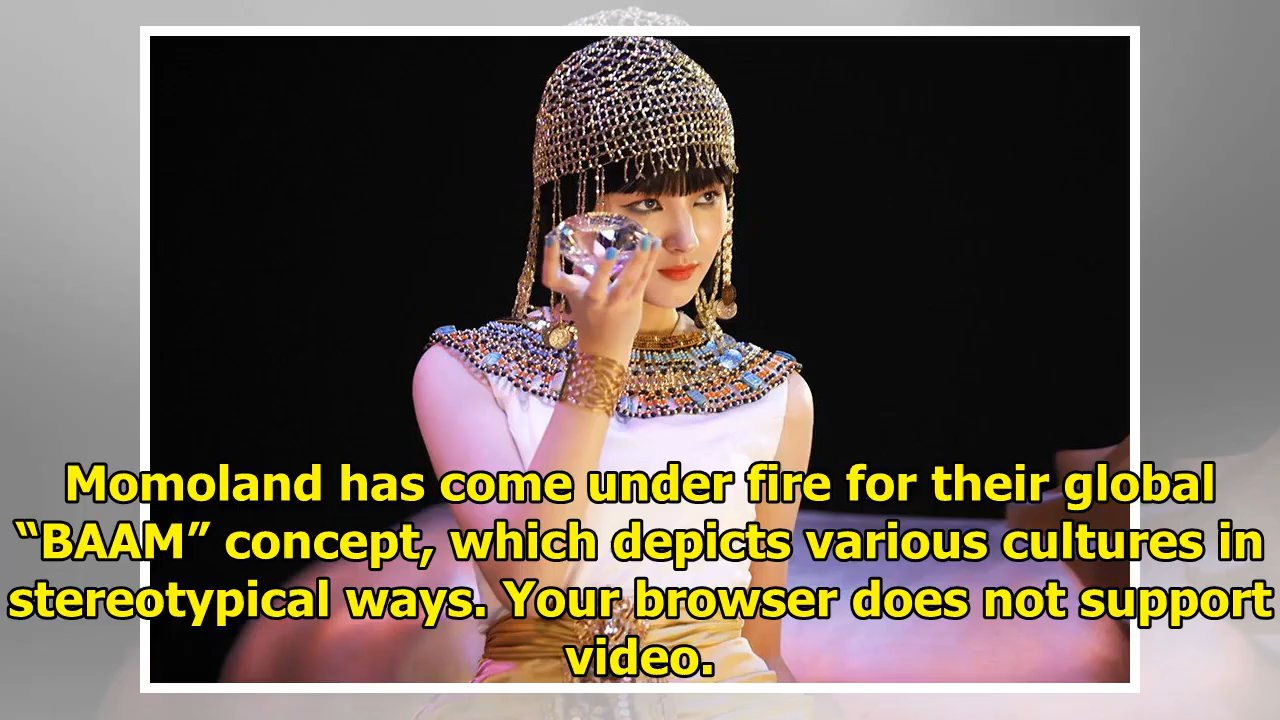 Momoland has come under fire for their global
“BAAM” concept, which depicts various cultures in
stereotypical ways. Your browser does not support
video.